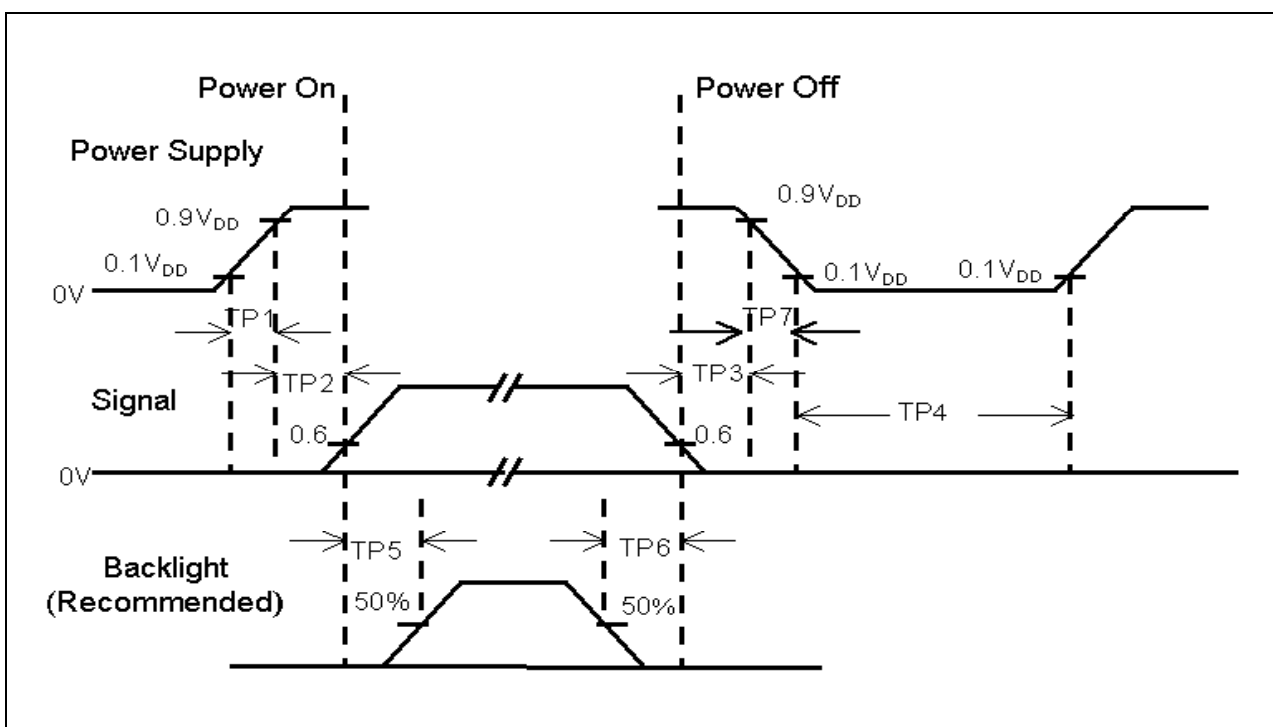 Power On
Power Off
Power Supply
0.9VDD
0.9VDD
0.1VDD
0.1VDD
0.1VDD
0V
TP1
TP7
TP2
TP3
Signal
TP4
0.6
0.6
0V
TP5
TP6
Backlight
(Recommended)
50%
50%